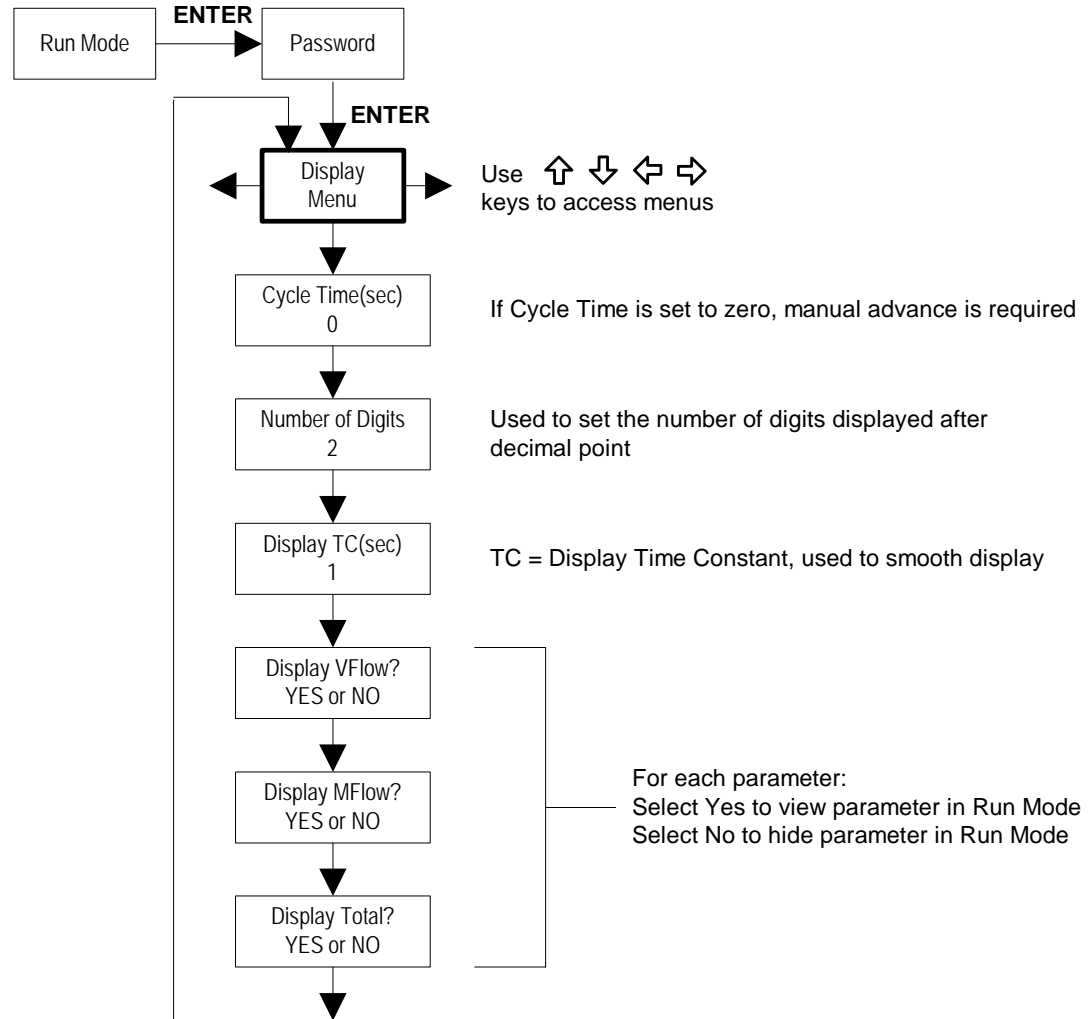 ENTER
Run Mode
Password
ENTER
Display
Menu
Use
keys to access menus
Cycle Time(sec)
0
If Cycle Time is set to zero, manual advance is required
Number of Digits
2
Used to set the number of digits displayed after
decimal point
Display TC(sec)
1
TC = Display Time Constant, used to smooth display
Display VFlow?
YES or NO
Display MFlow?
YES or NO
For each parameter:
Select Yes to view parameter in Run Mode
Select No to hide parameter in Run Mode
Display Total?
YES or NO